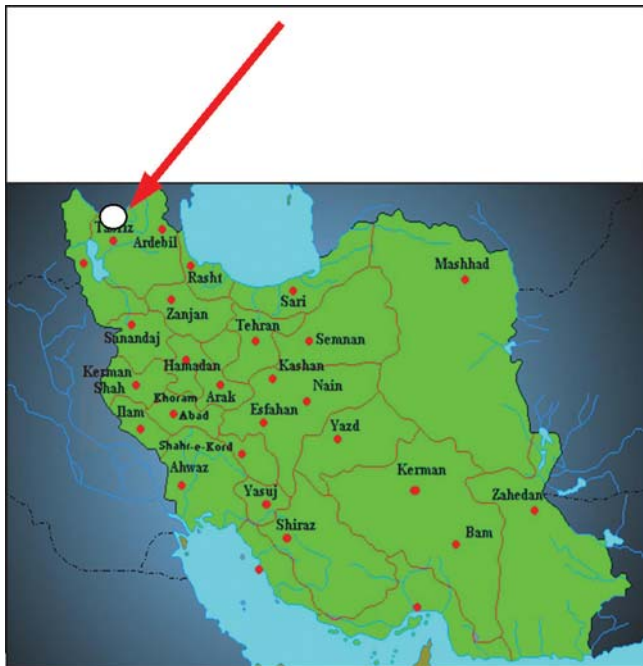 Tabriz
Ardebil
Rasht
Mashhad
Zanjan
Sari
Sanandaj
Tehran
Semnan
Hamadan
Kashan
Kerman
Shah
Arak
Nain
Khoram
Abad
Ilam
Esfahan
Yazd
Shahr-e-Kord
Ahwaz
Kerman
Yasuj
Zahedan
Shiraz
Bam